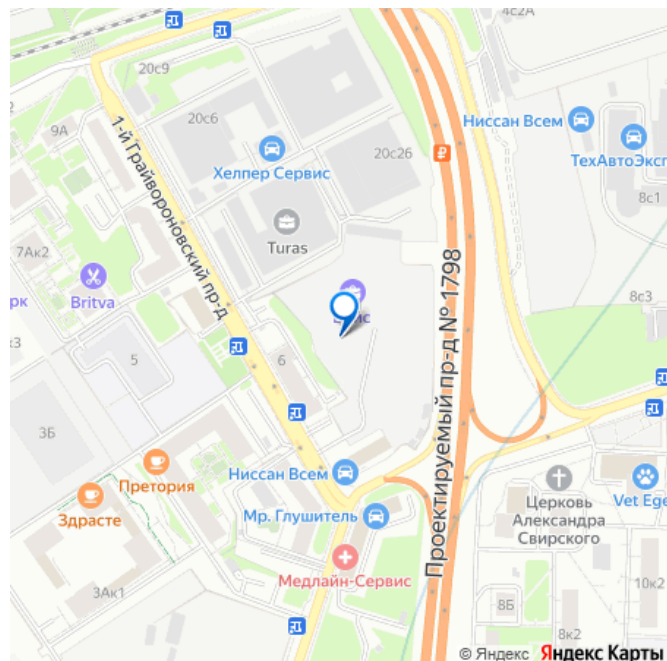 4с2А
20с9
20с6
9А
Ниссан Всем
ТехАвтоЭксп
Хелпер Сервис
20с26
8с1
1-й Грайвороновский пр-д
Turas
7Ак2
Britva
рк
к3
8с3
5
6
3Б
Проектируемый пр-д № 1798
Претория
Ниссан Всем
Здрасте
Мр. Глушитель
Церковь
Александра
Свирского
Vet Ege
Медлайн-Сервис
3Ак1
8Б
10к2
8к2
© Яндекс Яндекс Карты